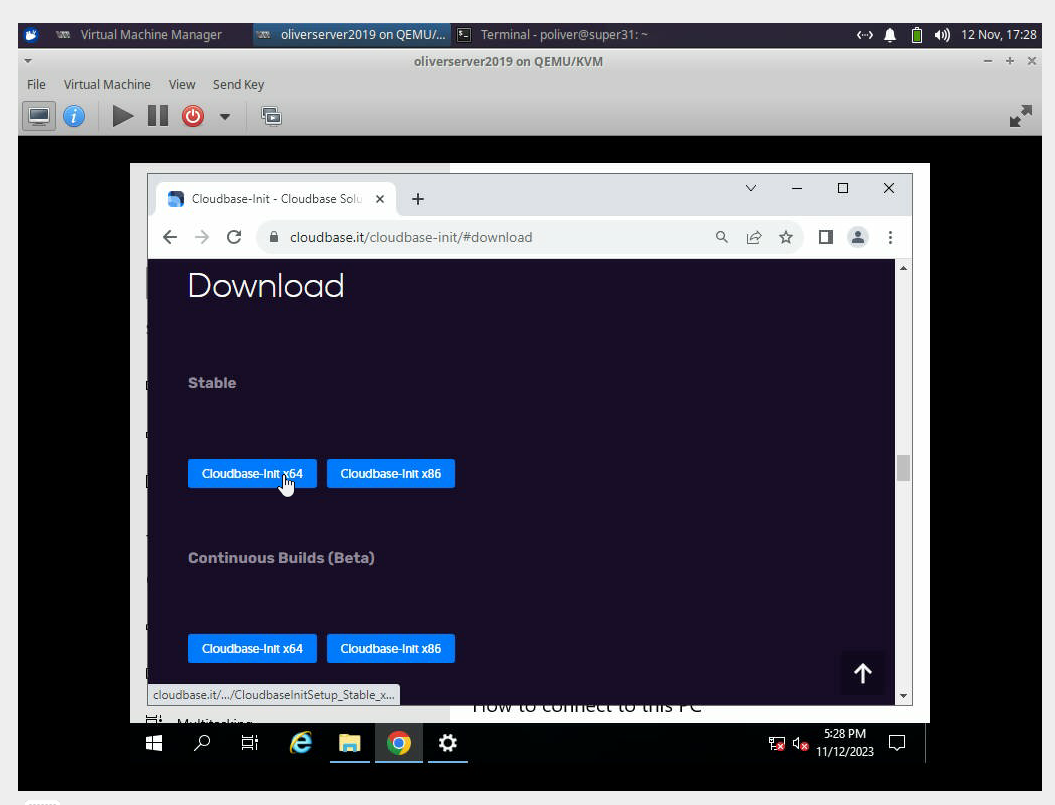 Virtual Machine Manager
oliverserver2019 on QEMU/...
Terminal - poliver@super31: ~
12 Nov, 17:28
oliverserver2019 on QEMU/KVM
File Virtual Machine View Send Key
Cloudbase-Init - Cloudbase Solu
cloudbase.it/cloudbase-init/#download
Download
Stable
Cloudbase-Init x64
Cloudbase-Init x86
Continuous Builds (Beta)
Cloudbase-Init x64
Cloudbase-Init x86
cloudbase.it/.../CloudbaseInitSetup_Stable_x...
Multitasking
How to connect to this PC
5:28 PM
11/12/2023